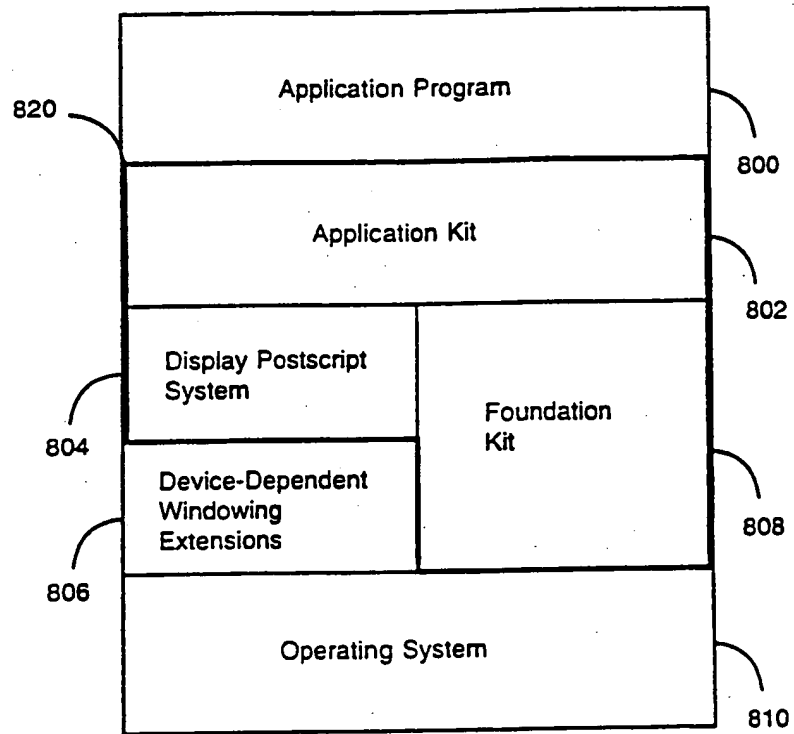 Application Program
820
800
Application Kit
802
Display Postscript
System
Foundation
Kit
804
Device-Dependent
Windowing
Extensions
808
806
Operating System
810